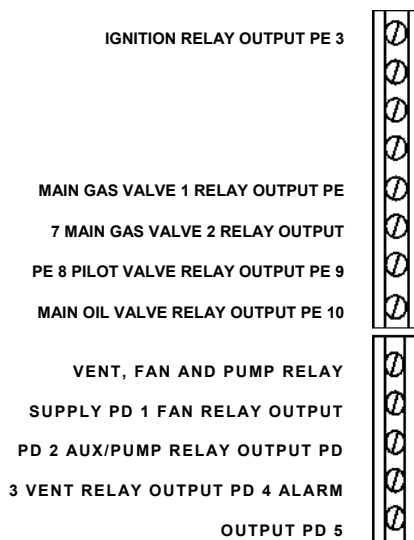 IGNITION RELAY OUTPUT PE 3
MAIN GAS VALVE 1 RELAY OUTPUT PE
7 MAIN GAS VALVE 2 RELAY OUTPUT
PE 8 PILOT VALVE RELAY OUTPUT PE 9
MAIN OIL VALVE RELAY OUTPUT PE 10
VENT, FAN AND PUMP RELAY
SUPPLY PD 1 FAN RELAY OUTPUT
PD 2 AUX/PUMP RELAY OUTPUT PD
3 VENT RELAY OUTPUT PD 4 ALARM
OUTPUT PD 5